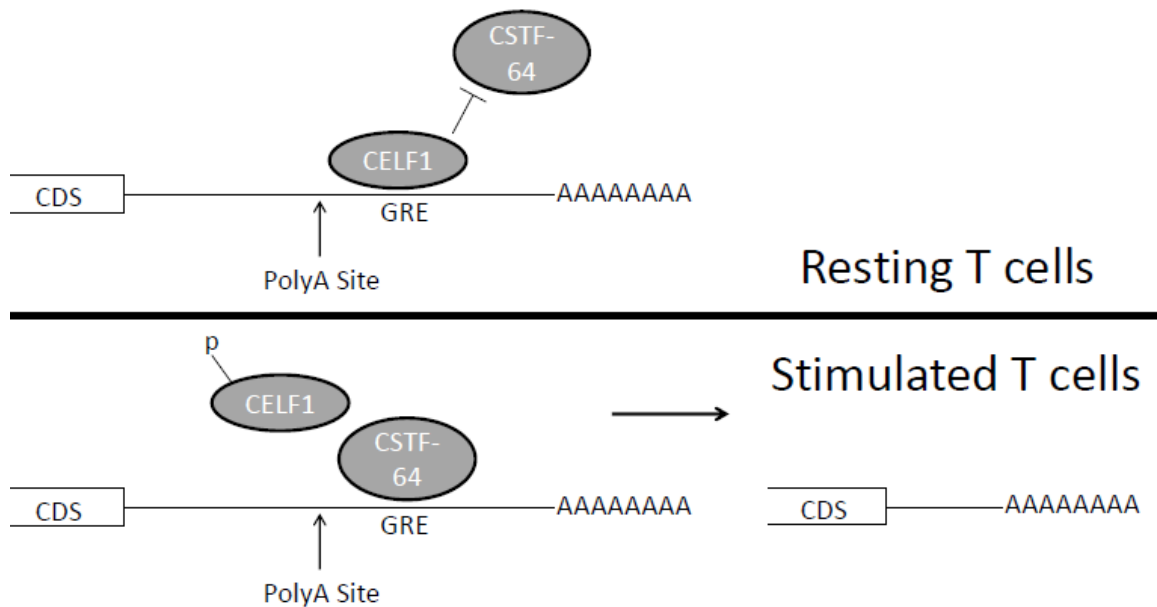 CSTF-
64
CELF1
CDS
AAAAAAAA
GRE
PolyA Site
Resting T cells
p
Stimulated T cells
CELF1
CSTF-
64
CDS
AAAAAAAA
CDS
AAAAAAAA
GRE
PolyA Site